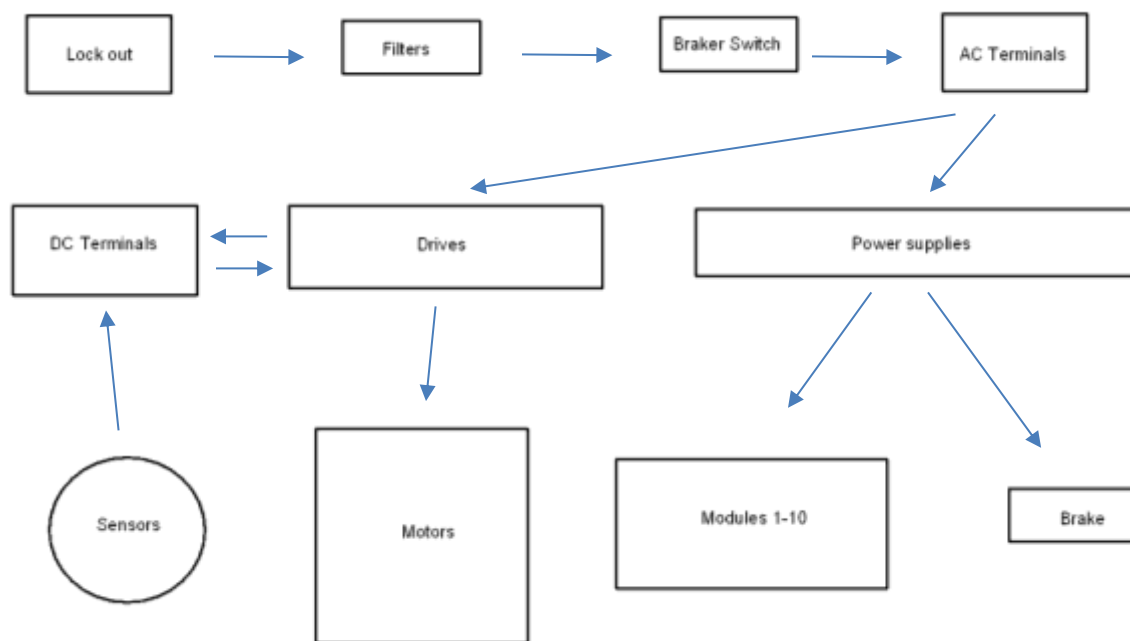 Lock out
Filters
Braker Switch
AC Terminals
DC Terminals
Drives
Power supplies
Sensors
Motors
Modules 1-10
Brake